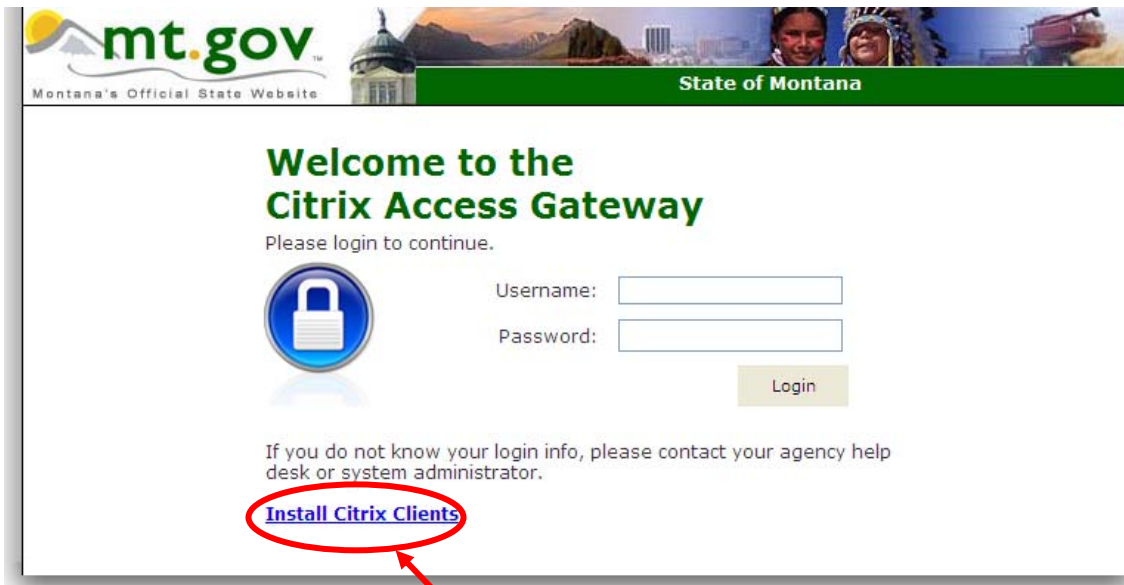 mt.gov™
Montana's Official State Website
State of Montana
Welcome to the
Citrix Access Gateway
Please login to continue.
Username:
Password:
Login
If you do not know your login info, please contact your agency help
desk or system administrator.
Install Citrix Clients